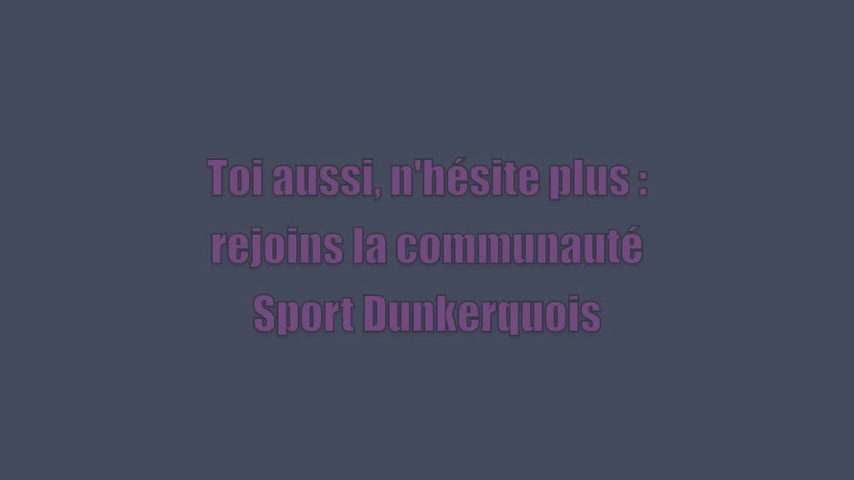 Toi aussi, n'hésite plus :
rejoins la communauté
Sport Dunkerquois